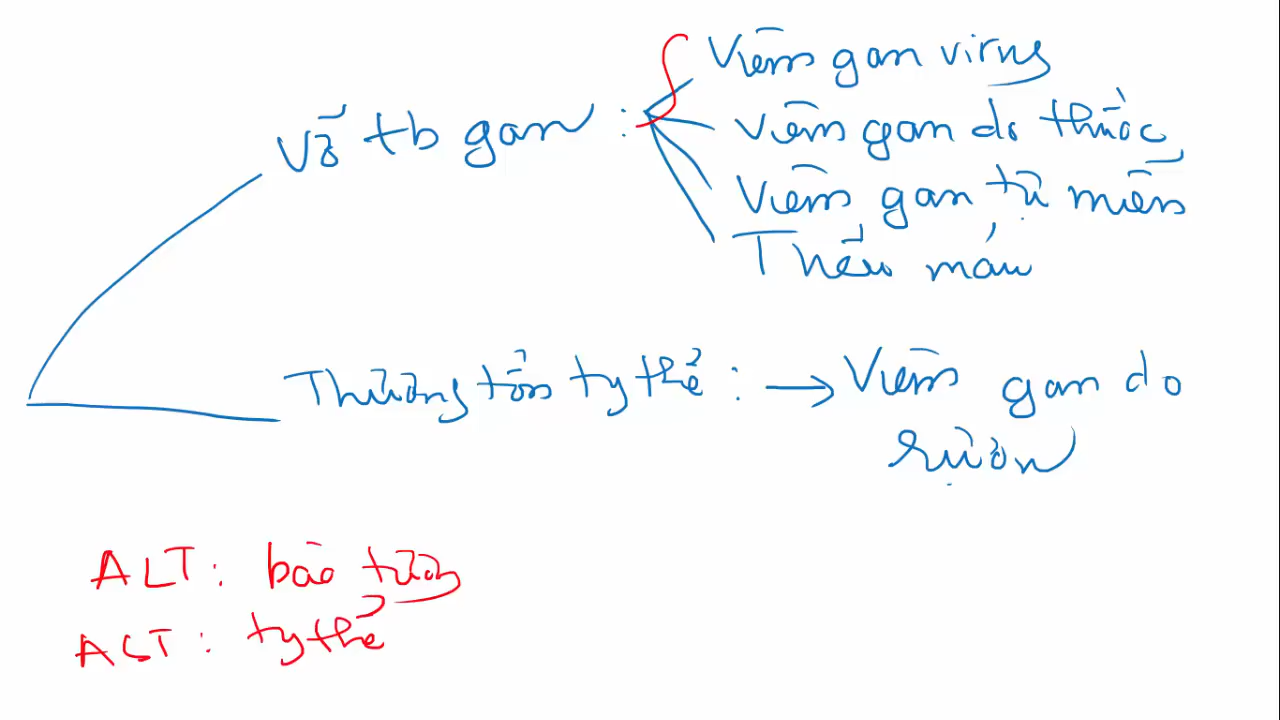 Viêm gan virus
Vỡ tb gan :
viêm gan do thuốc
Viêm gan tự miễn
Thiếu máu
Thương tổn ty thể : → Viêm gan do
rượu
ALT : bào tương
AST : ty thể